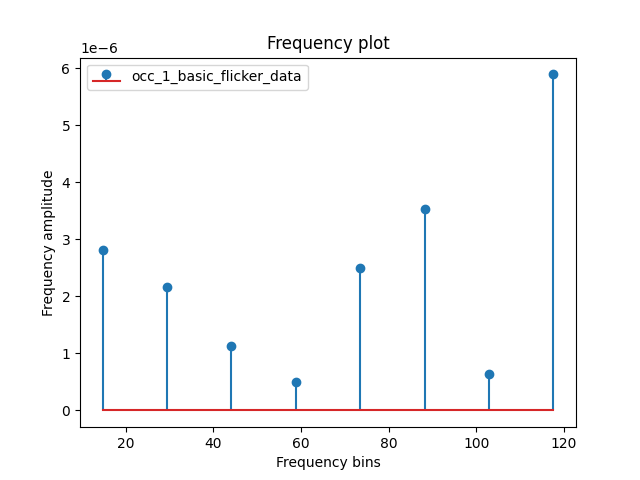 Frequency plot
1e−6
occ_1_basic_flicker_data
6
5
4
3
2
1
0
Frequency amplitude
20 40 60 80 100 120
Frequency bins